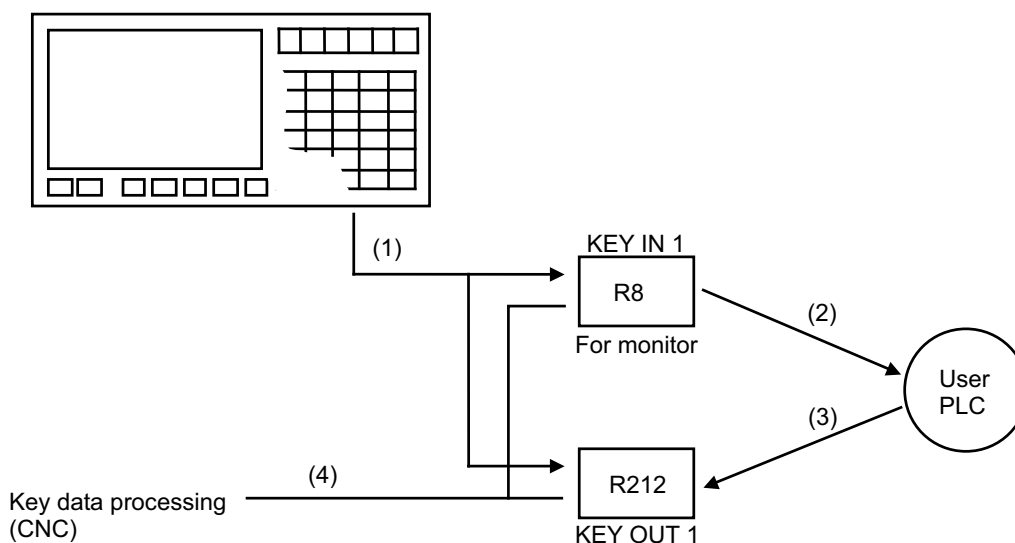 (1)
KEY IN 1
R8
For monitor
(2)
User
PLC
(3)
(4)
R212
KEY OUT 1
Key data processing
(CNC)